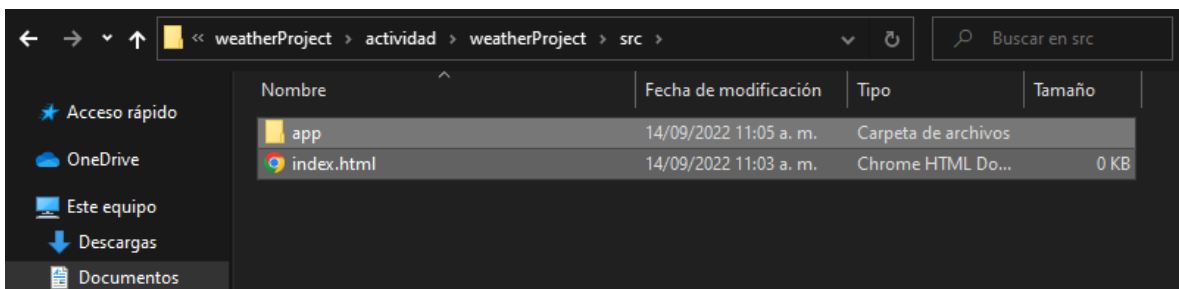 « weatherProject > actividad > weatherProject > src >
Buscar en src
Nombre Fecha de modificación Tipo Tamaño
Acceso rápido
app 14/09/2022 11:05 a. m. Carpeta de archivos
OneDrive
index.html 14/09/2022 11:03 a. m. Chrome HTML Do... 0 KB
Este equipo
Descargas
Documentos